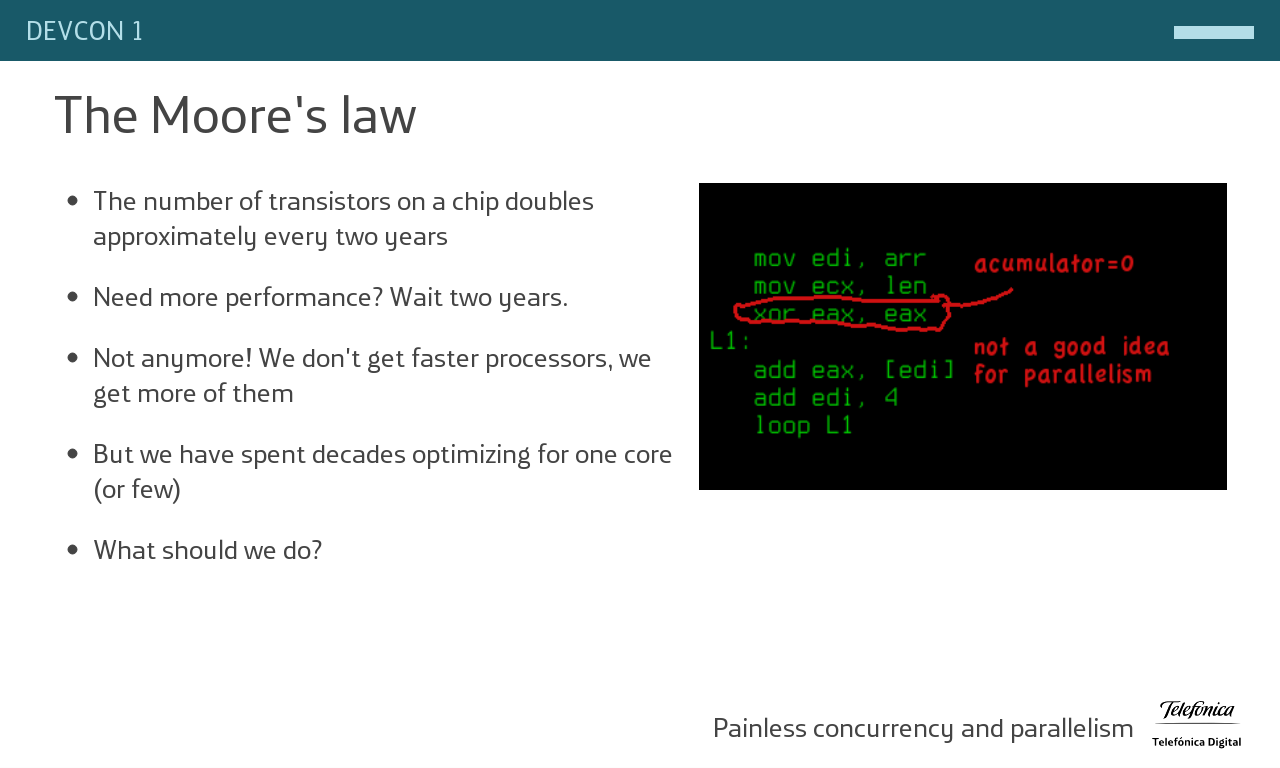 DEVCON 1
The Moore's law
The number of transistors on a chip doubles
approximately every two years
Need more performance? Wait two years.
Not anymore! We don't get faster processors, we
get more of them
But we have spent decades optimizing for one core
(or few)
What should we do?
mov edi, arr
mov ecx, len
xor eax, eax
L1:
add eax, [edi]
add edi, 4
loop L1
acumulator=0
not a good idea
for parallelism
Painless concurrency and parallelism
Telefónica
Telefónica Digital